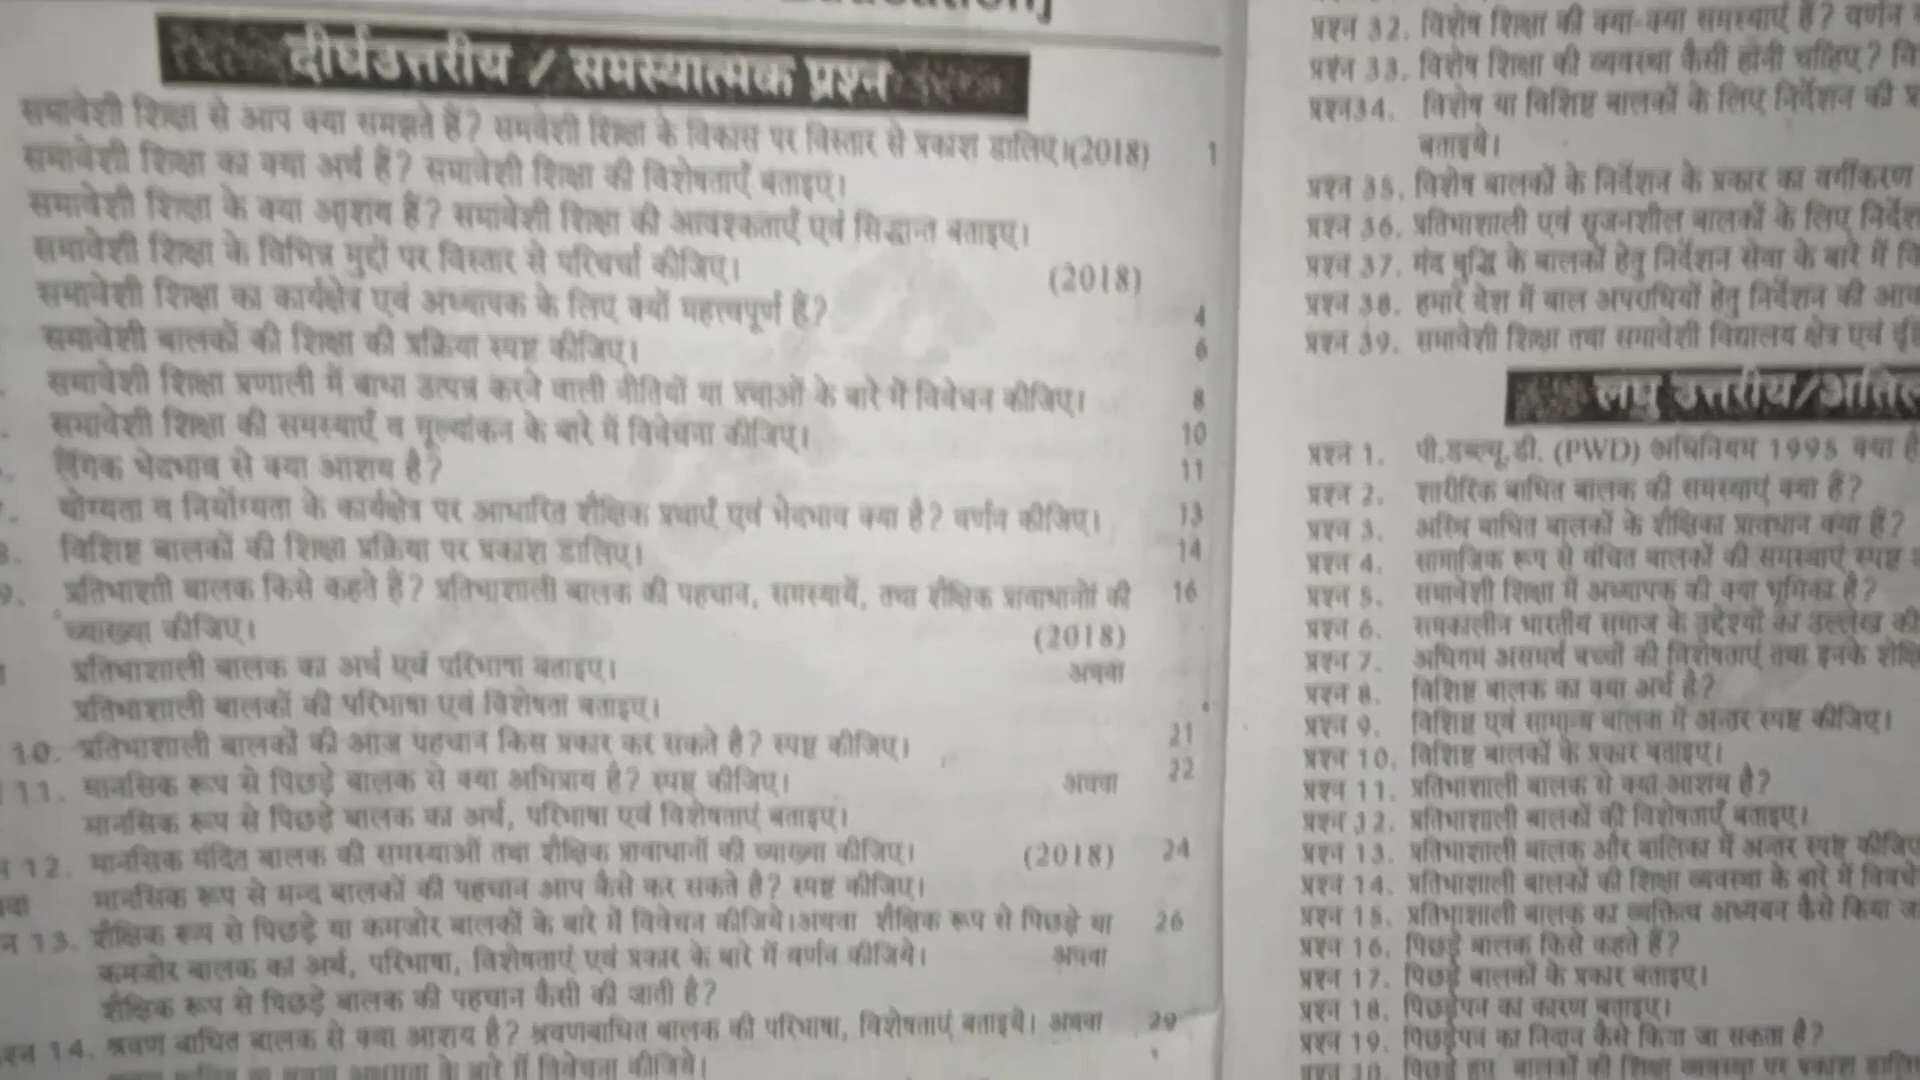 दीर्घउत्तरीय / समस्यात्मक प्रश्न
समावेशी शिक्षा से आप क्या समझते हैं? समवेशी शिक्षा के विकास पर विस्तार से प्रकाश डालिए।(2018) 1
समावेशी शिक्षा का क्या अर्थ है? समावेशी शिक्षा की विशेषताएँ बताइए।
समावेशी शिक्षा के क्या आशय हैं? समावेशी शिक्षा की आवश्कताएँ एवं सिद्धान्त बताइए।
समावेशी शिक्षा के विभिन्न मुद्दों पर विस्तार से परिचर्चा कीजिए। (2018)
समावेशी शिक्षा का कार्यक्षेत्र एवं अध्यापक के लिए क्यों महत्त्वपूर्ण है? 4
समावेशी बालकों की शिक्षा की प्रक्रिया स्पष्ट कीजिए। 6
समावेशी शिक्षा प्रणाली में बाधा उत्पन्न करने वाली नीतियों या प्रथाओं के बारे में विवेचन कीजिए। 8
समावेशी शिक्षा की समस्याएँ व मूल्यांकन के बारे में विवेचना कीजिए। 10
लैंगिक भेदभाव से क्या आशय है? 11
योग्यता व निर्योग्यता के कार्यक्षेत्र पर आधारित शैक्षिक प्रथाएँ एवं भेदभाव क्या है? वर्णन कीजिए। 13
विशिष्ट बालकों की शिक्षा प्रक्रिया पर प्रकाश डालिए। 14
9. प्रतिभाशाी बालक किसे कहते हैं? प्रतिभाशाली बालक की पहचान, समस्यायें, तथा शैक्षिक प्रावाधानों की 16
व्याख्या कीजिए। (2018)
प्रतिभाशाली बालक का अर्थ एवं परिभाषा बताइए। अथवा
प्रतिभाशाली बालकों की परिभाषा एवं विशेषता बताइए।
10. प्रतिभाशाली बालकों की आज पहचान किस प्रकार कर सकते है? स्पष्ट कीजिए। 21
11. मानसिक रूप से पिछड़े बालक से क्या अभिप्राय है? स्पष्ट कीजिए। अथवा 22
मानसिक रूप से पिछड़े बालक का अर्थ, परिभाषा एवं विशेषताएं बताइए।
12. मानसिक मंदित बालक की समस्याओं तथा शैक्षिक प्रावाधानों की व्याख्या कीजिए। (2018) 24
मानसिक रूप से मन्द बालकों की पहचान आप कैसे कर सकते है? स्पष्ट कीजिए।
न 13. शैक्षिक रूप से पिछड़े या कमजोर बालकों के बारे में विवेचन कीजिये।अथवा शैक्षिक रूप से पिछड़े या 26
कमजोर बालक का अर्थ, परिभाषा, विशेषताएं एवं प्रकार के बारे में वर्णन कीजिये। अथवा
शैक्षिक रूप से पिछड़े बालक की पहचान कैसी की जाती है?
श्न 14. श्रवण बाधित बालक से क्या आशय है? श्रवणबाधित बालक की परिभाषा, विशेषताएं बताइये। अथवा 29
के बारे में विवेचना कीजिये।
प्रश्न 32. विशेष शिक्षा की क्या-क्या समस्याएं हैं? वर्णन
प्रश्न 33. विशेष शिक्षा की व्यवस्था कैसी होनी चाहिए? वि
प्रश्न34. विशेष या विशिष्ट बालकों के लिए निर्देशन की प्र
बताइये।
प्रश्न 35. विशेष बालकों के निर्देशन के प्रकार का वर्गीकरण
प्रश्न 36. प्रतिभाशाली एवं सृजनशील बालकों के लिए निर्देश
प्रश्न 37. मंद बुद्धि के बालकों हेतु निर्देशन सेवा के बारे में वि
प्रश्न 38. हमारे देश में बाल अपराधियों हेतु निर्देशन की आव
प्रश्न 39. समावेशी शिक्षा तथा समावेशी विद्यालय क्षेत्र एवं
लघु उत्तरीय/अतिल
प्रश्न 1. पी.डब्ल्यू.डी. (PWD) अधिनियम 1995 क्या है
प्रश्न 2. शारीरिक बाधित बालक की समस्याएं क्या हैं?
प्रश्न 3. अस्थि बाधित बालकों के शैक्षिका प्रावधान क्या है?
प्रश्न 4. सामाजिक रूप से वंचित बालकों की समस्याएं स्पष्ट
प्रश्न 5. समावेशी शिक्षा में अध्यापक की क्या भूमिका है?
प्रश्न 6. समकालीन भारतीय समाज के उद्देश्यों का उल्लेख की
प्रश्न 7. अधिगम असमर्थ बच्चों की विशेषताएं तथा इनके शैक्षि
प्रश्न 8. विशिष्ट बालक का क्या अर्थ है?
प्रश्न 9. विशिष्ट एवं सामान्य बालक में अन्तर स्पष्ट कीजिए।
प्रश्न 10. विशिष्ट बालकों के प्रकार बताइए।
प्रश्न 11. प्रतिभाशाली बालक से क्या आशय है?
प्रश्न 12. प्रतिभाशाली बालकों की विशेषताएँ बताइए।
प्रश्न 13. प्रतिभाशाली बालक और बालिका में अन्तर स्पष्ट कीजिए
प्रश्न 14. प्रतिभाशाली बालकों की शिक्षा व्यवस्था के बारे में विवचे
प्रश्न 15. प्रतिभाशाली बालक का व्यक्तित्व अध्ययन कैसे किया ज
प्रश्न 16. पिछड़े बालक किसे कहते हैं?
प्रश्न 17. पिछड़े बालकों के प्रकार बताइए।
प्रश्न 18. पिछड़ेपन का कारण बताइए।
प्रश्न 19. पिछड़ेपन का निदान कैसे किया जा सकता है?
बालकों की शिक्षा व्यवस्था पर प्रकाश डालि